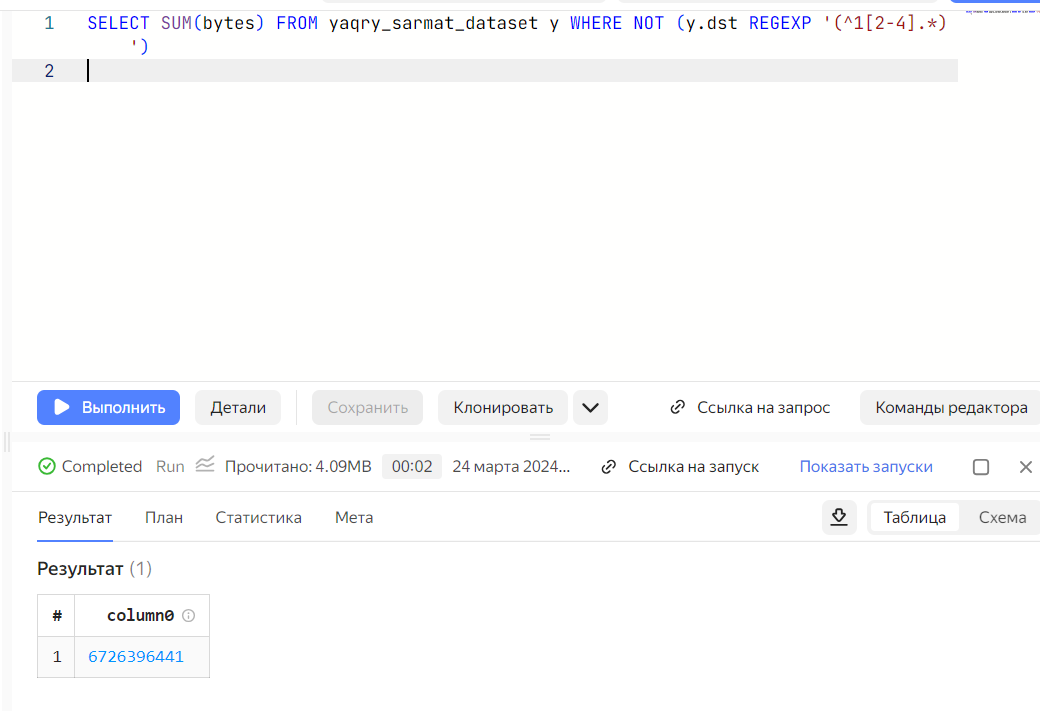 1 SELECT SUM(bytes) FROM yaqry_sarmat_dataset y WHERE NOT (y.dst REGEXP '(^1[2-4].*)
')
2
Выполнить Детали Сохранить Клонировать Ссылка на запрос Команды редактора
Completed Run Прочитано: 4.09MB 00:02 24 марта 2024... Ссылка на запуск Показать запуски
Результат План Статистика Мета Таблица Схема
Результат (1)
# column0
1 6726396441